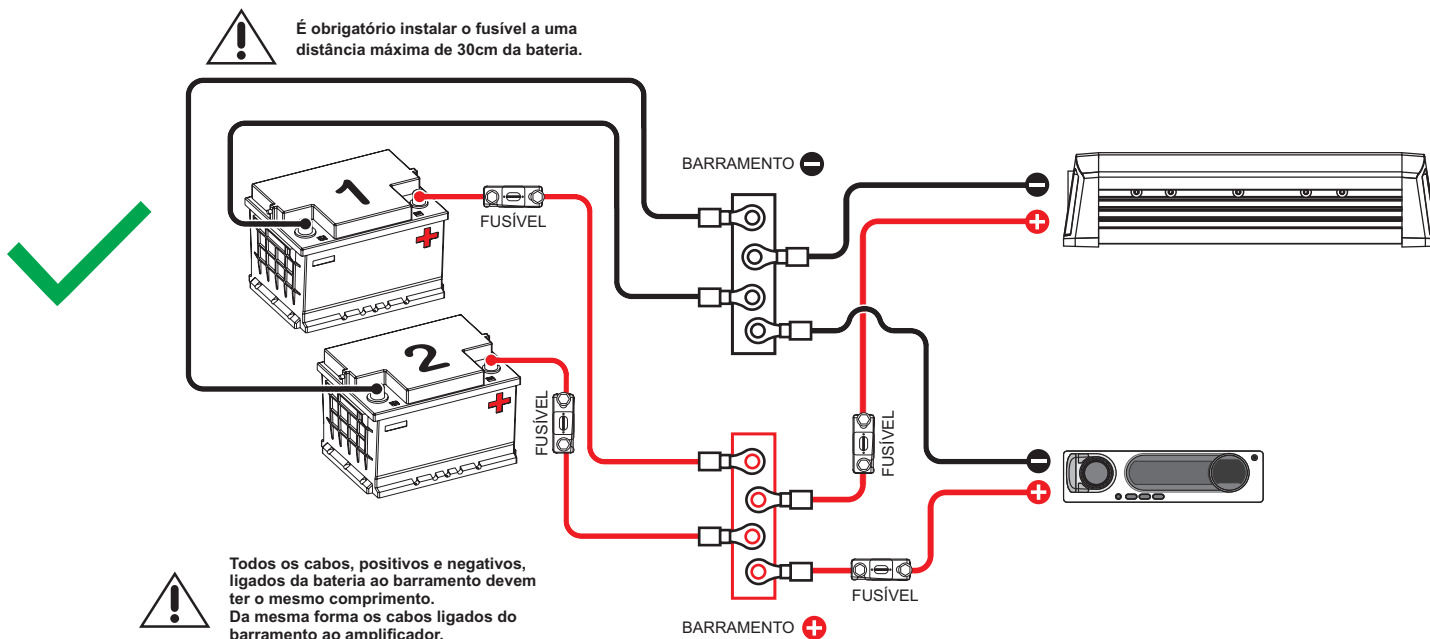 É obrigatório instalar o fusível a uma
distância máxima de 30cm da bateria.
BARRAMENTO −
1
+
FUSÍVEL
−
+
2
+
FUSÍVEL
FUSÍVEL
−
+
FUSÍVEL
Todos os cabos, positivos e negativos,
ligados da bateria ao barramento devem
ter o mesmo comprimento.
Da mesma forma os cabos ligados do
barramento ao amplificador.
BARRAMENTO +